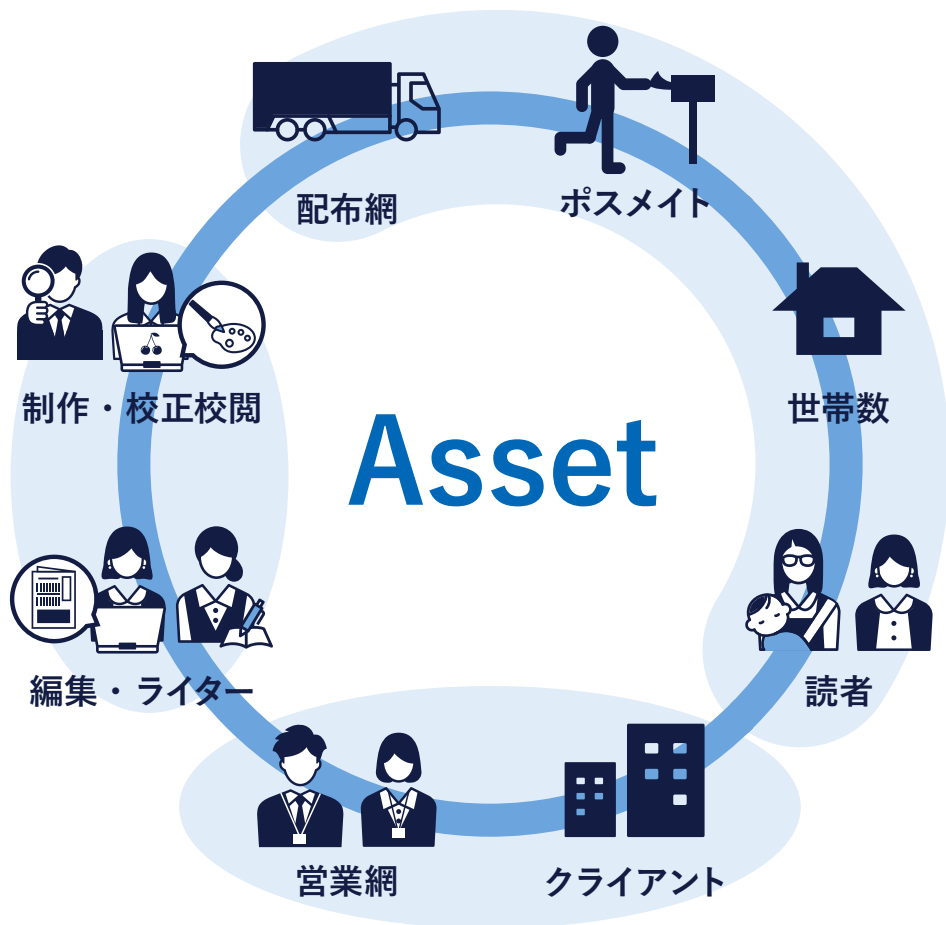 配布網
ポスメイト
制作・校正校閲
世帯数
Asset
編集・ライター
読者
営業網
クライアント